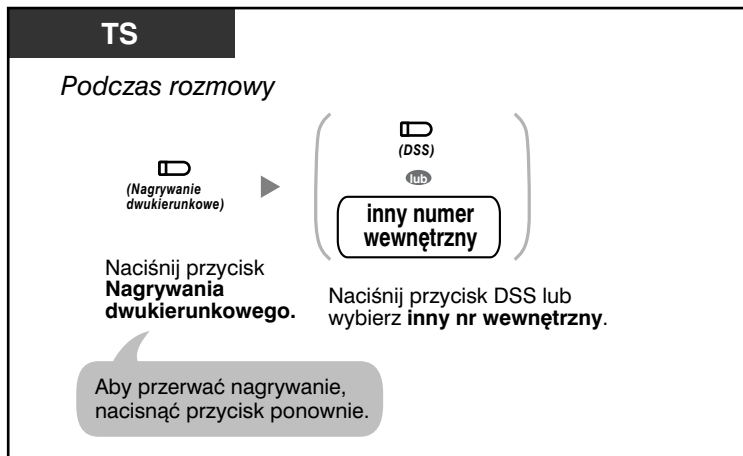 TS
Podczas rozmowy
(Nagrywanie
dwukierunkowe)
(DSS)
lub
inny numer
wewnętrzny
Naciśnij przycisk
Nagrywania
dwukierunkowego.
Naciśnij przycisk DSS lub
wybierz inny nr wewnętrzny.
Aby przerwać nagrywanie,
nacisnąć przycisk ponownie.